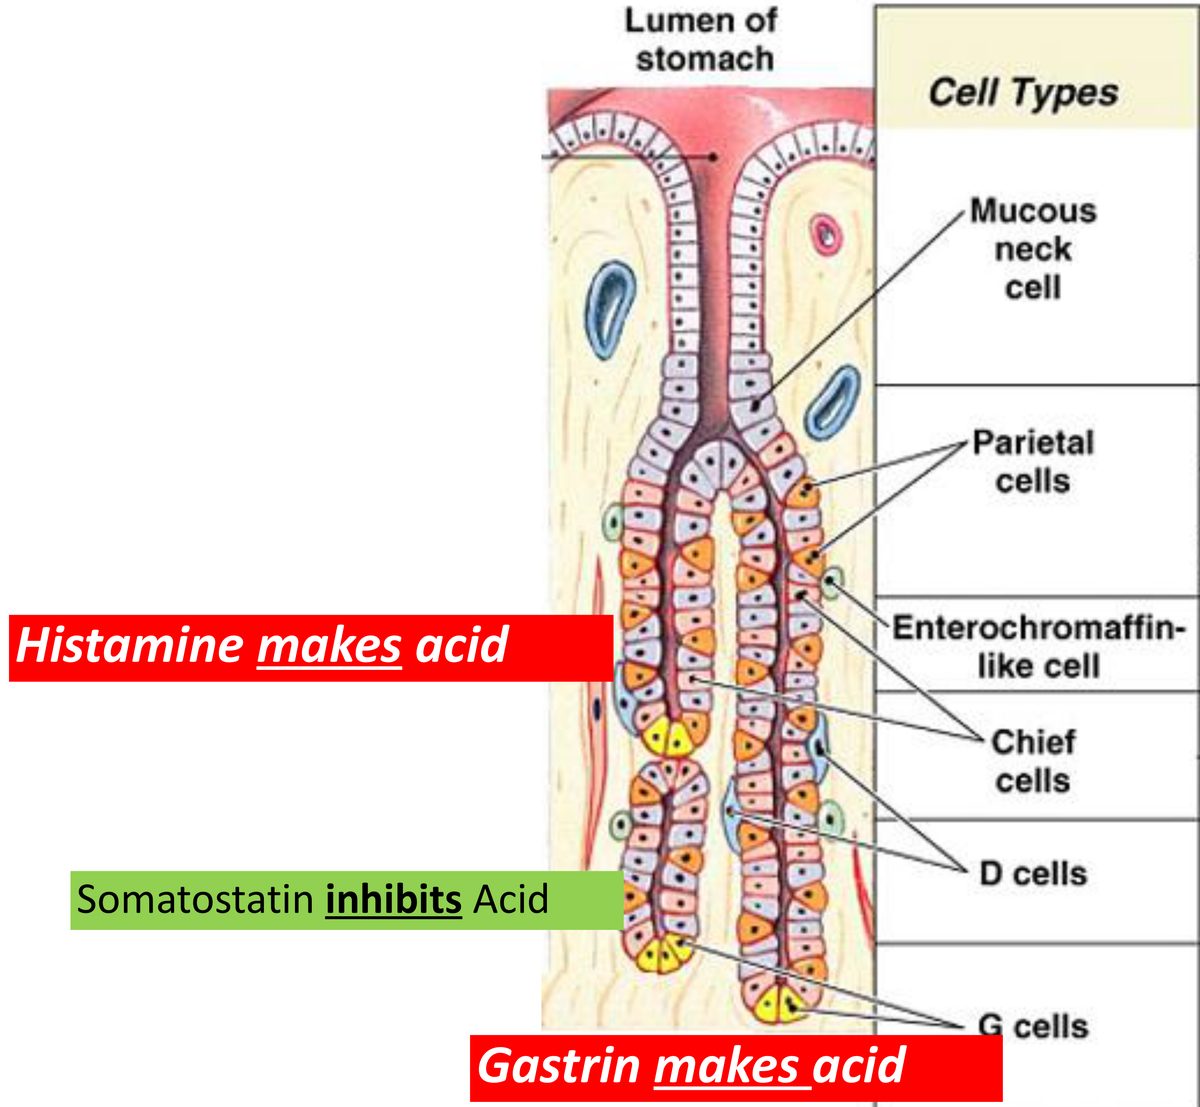 Lumen of
stomach
Cell Types
Mucous
neck
cell
Parietal
cells
Histamine makes acid
Enterochromaffin-
like cell
Chief
cells
Somatostatin inhibits Acid
D cells
G cells
Gastrin makes acid